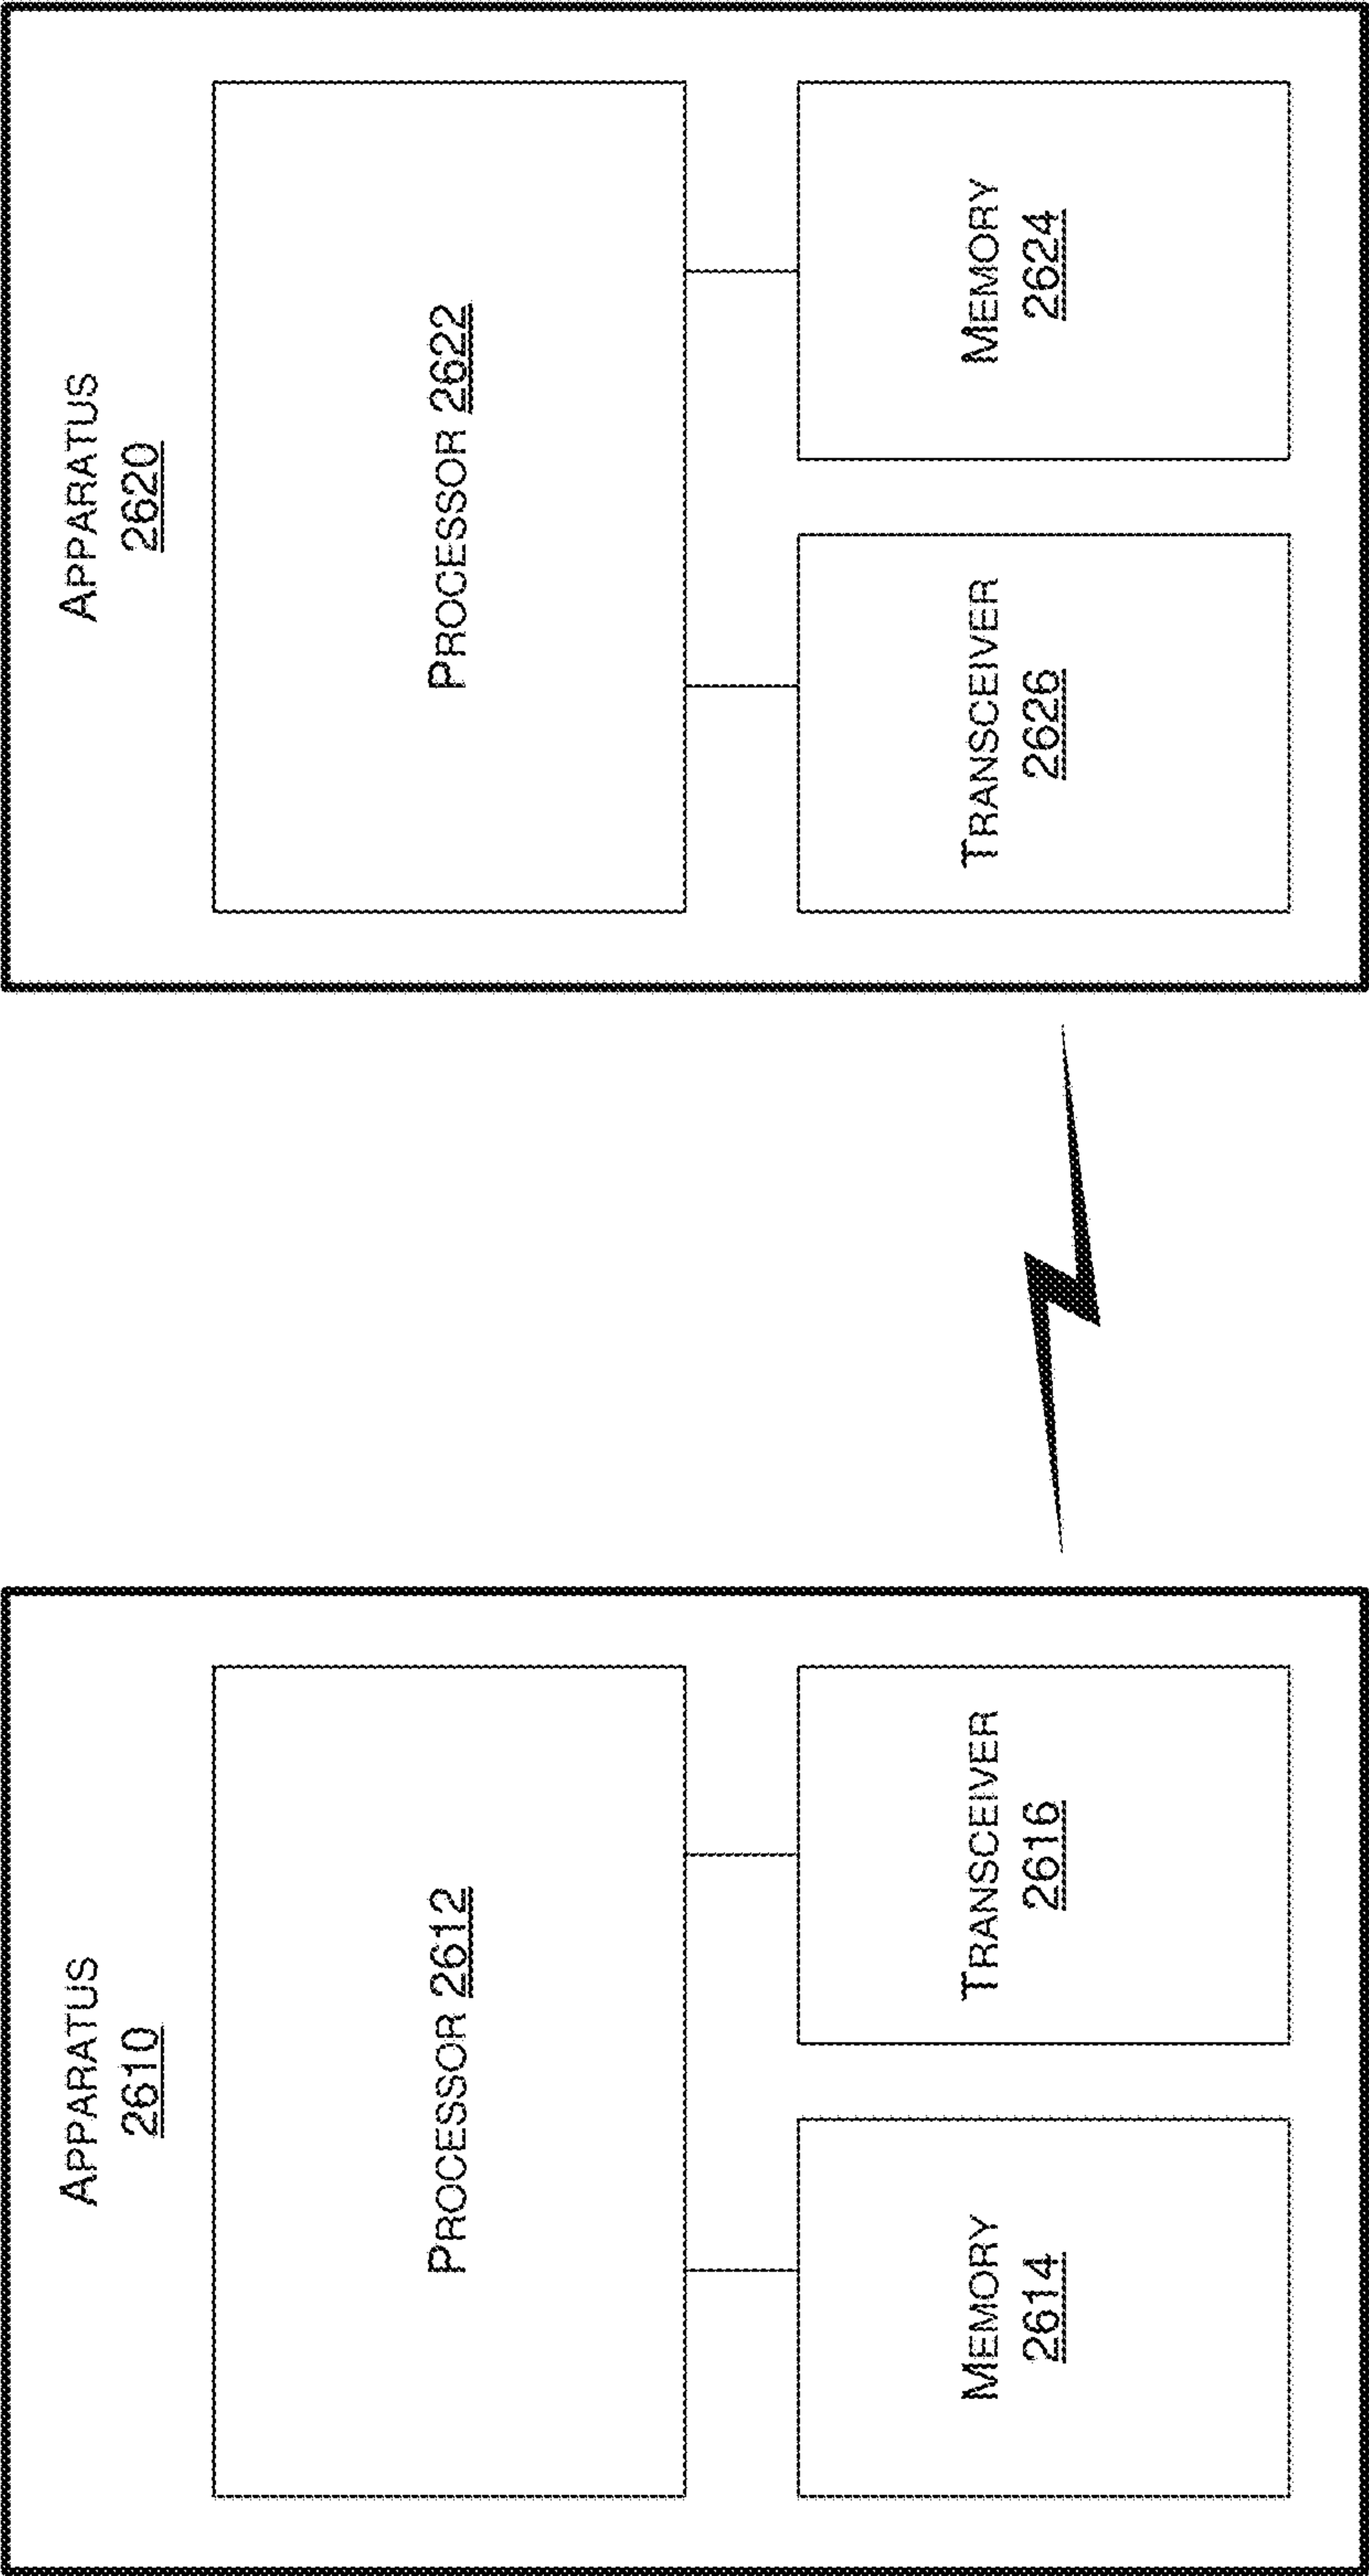 APPARATUS
2610
PROCESSOR 2612
MEMORY
2614
TRANSCEIVER
2616
APPARATUS
2620
PROCESSOR 2622
TRANSCEIVER
2626
MEMORY
2624